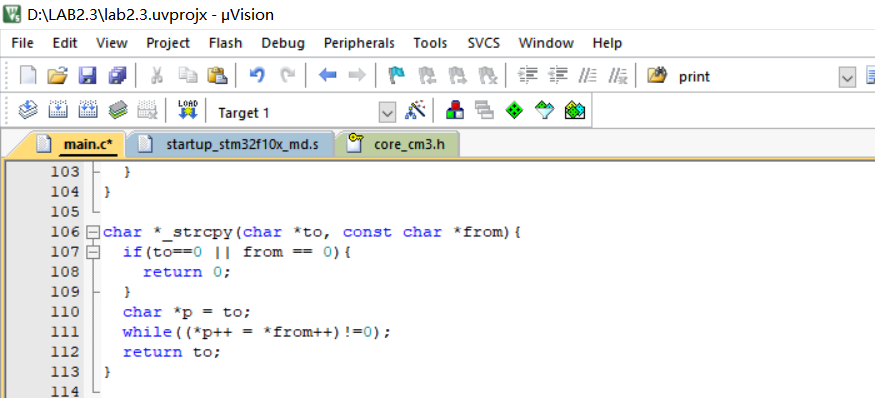 D:\LAB2.3\lab2.3.uvprojx - µVision
File Edit View Project Flash Debug Peripherals Tools SVCS Window Help
print
LOAD Target 1
main.c* startup_stm32f10x_md.s core_cm3.h
103 }
104 }
105
106 char *_strcpy(char *to, const char *from){
107 if(to==0 || from == 0){
108 return 0;
109 }
110 char *p = to;
111 while((*p++ = *from++)!=0);
112 return to;
113 }
114